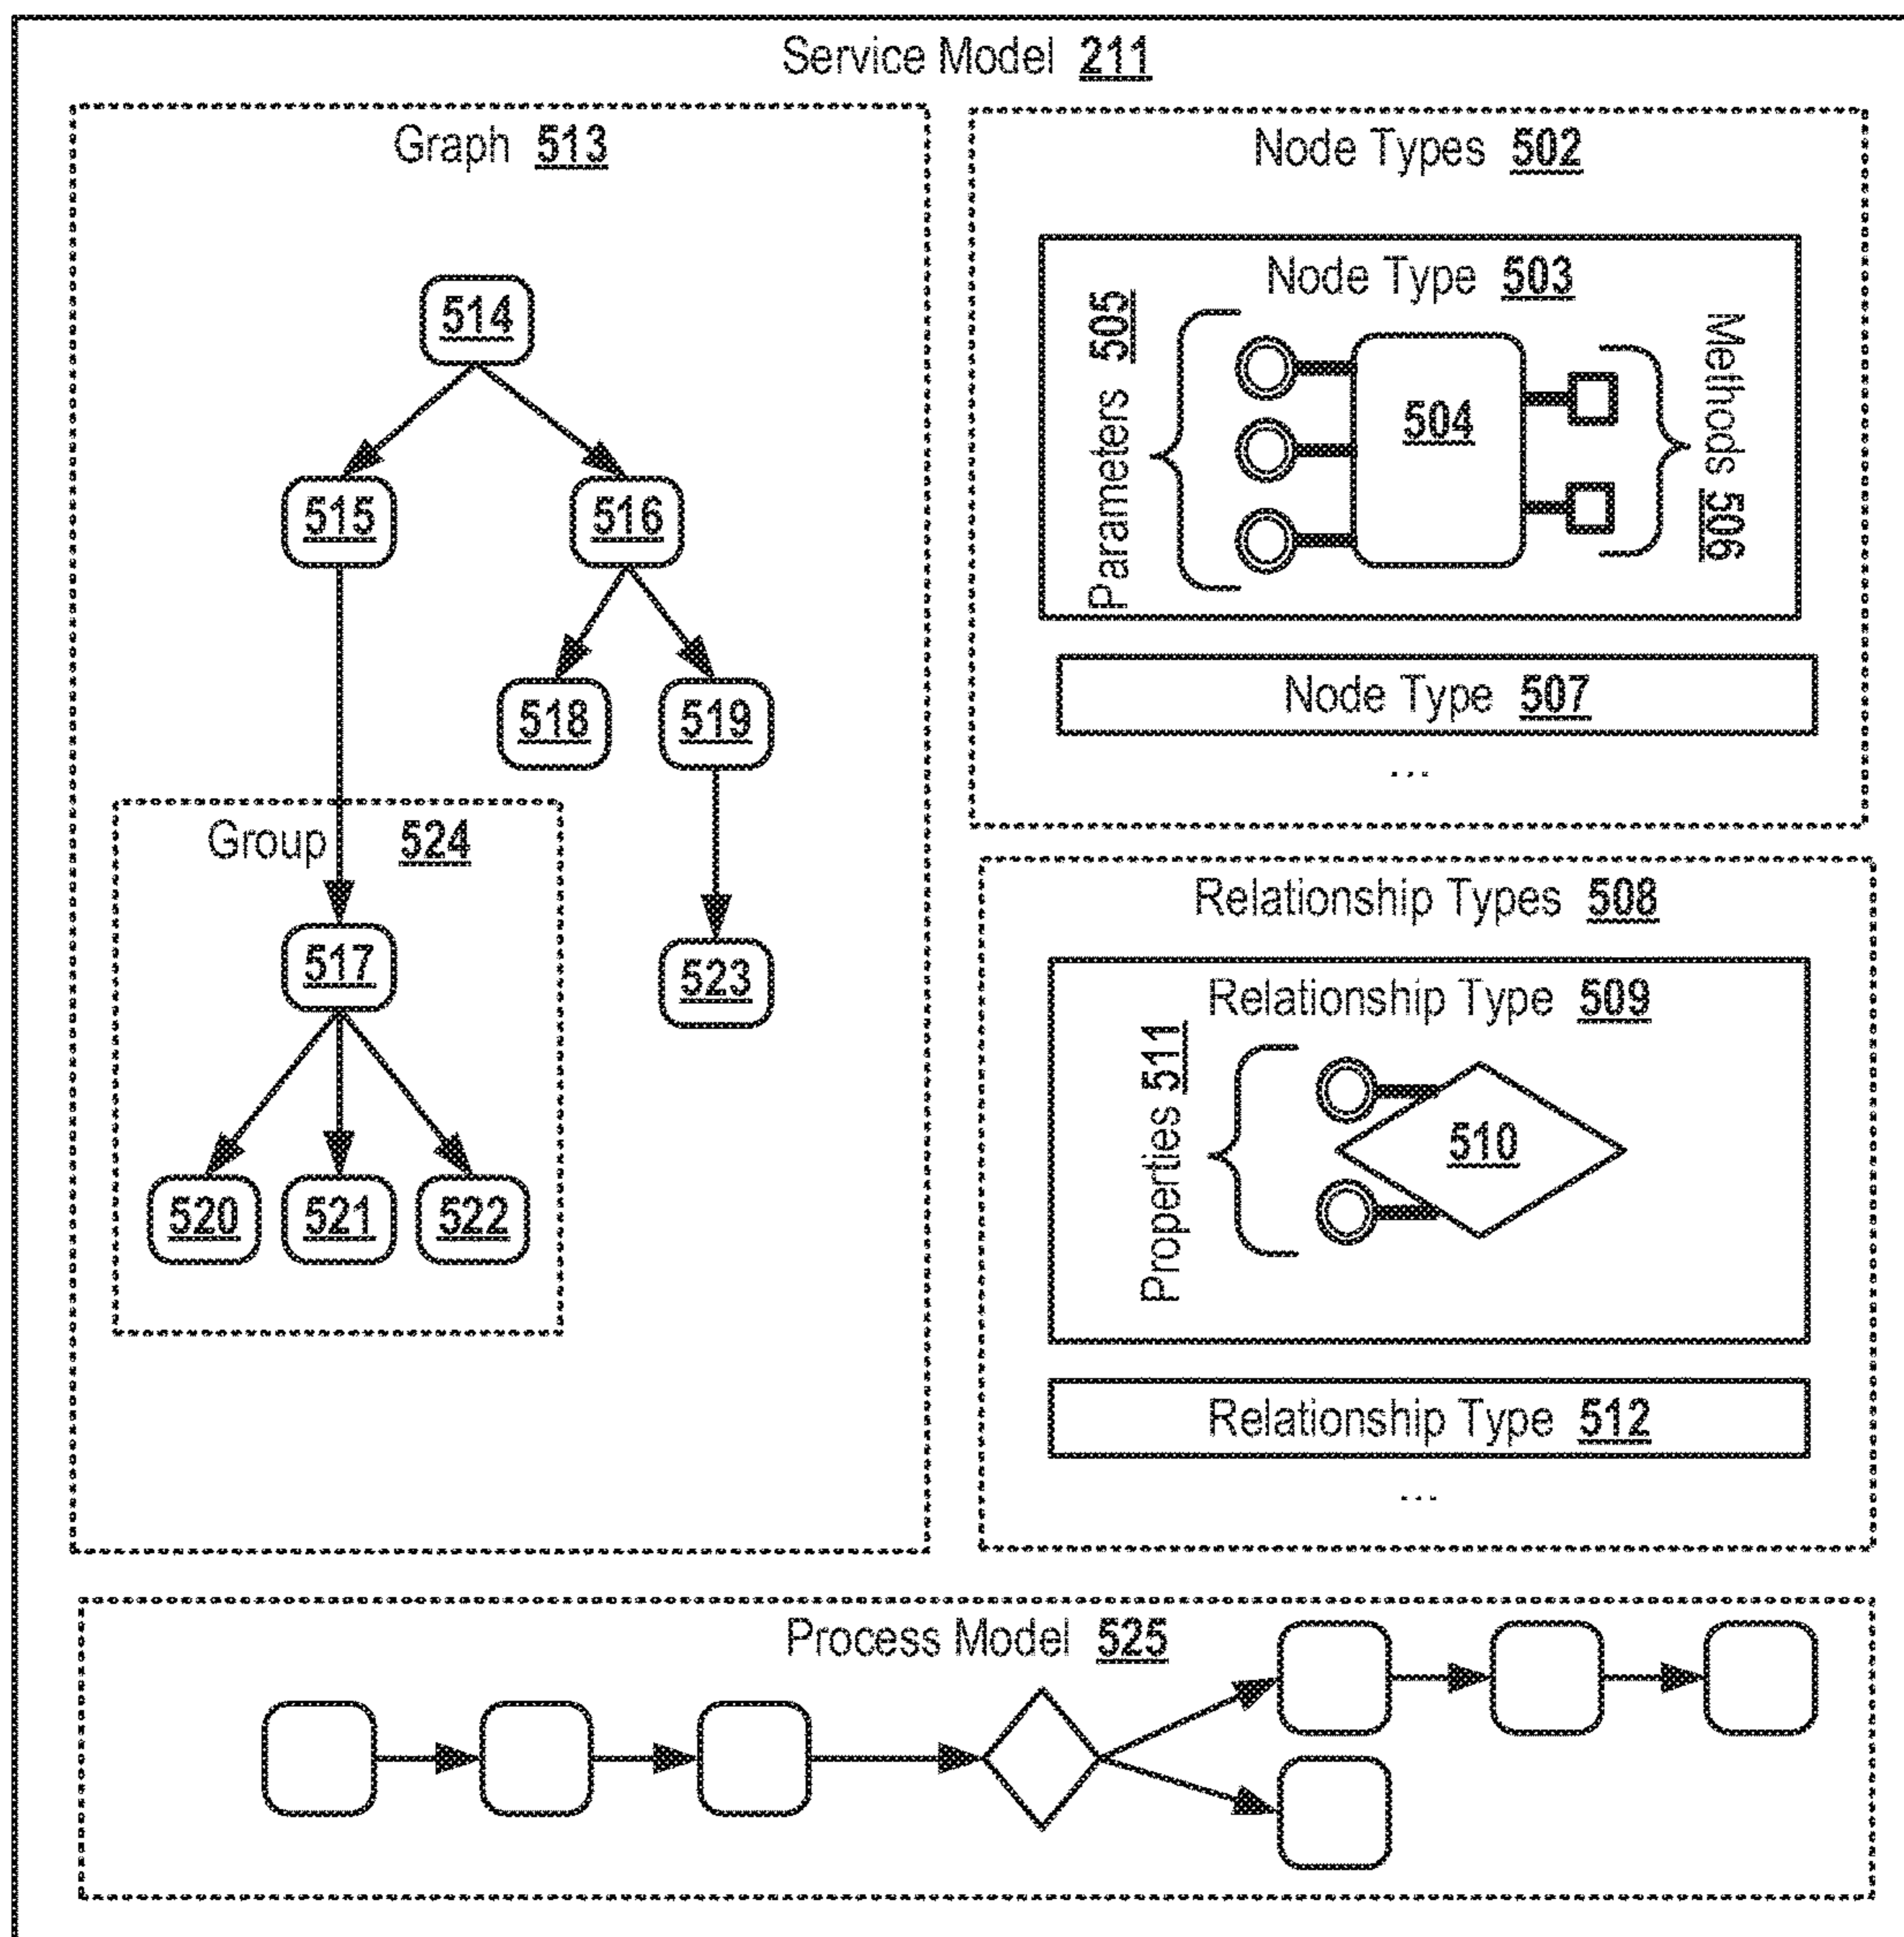 Service Model 211
Graph 513
514
515 516
518 519
Group 524
517
523
520 521 522
Node Types 502
Node Type 503
Parameters 505
504
Methods 506
Node Type 507
...
Relationship Types 508
Relationship Type 509
Properties 511
510
Relationship Type 512
...
Process Model 525